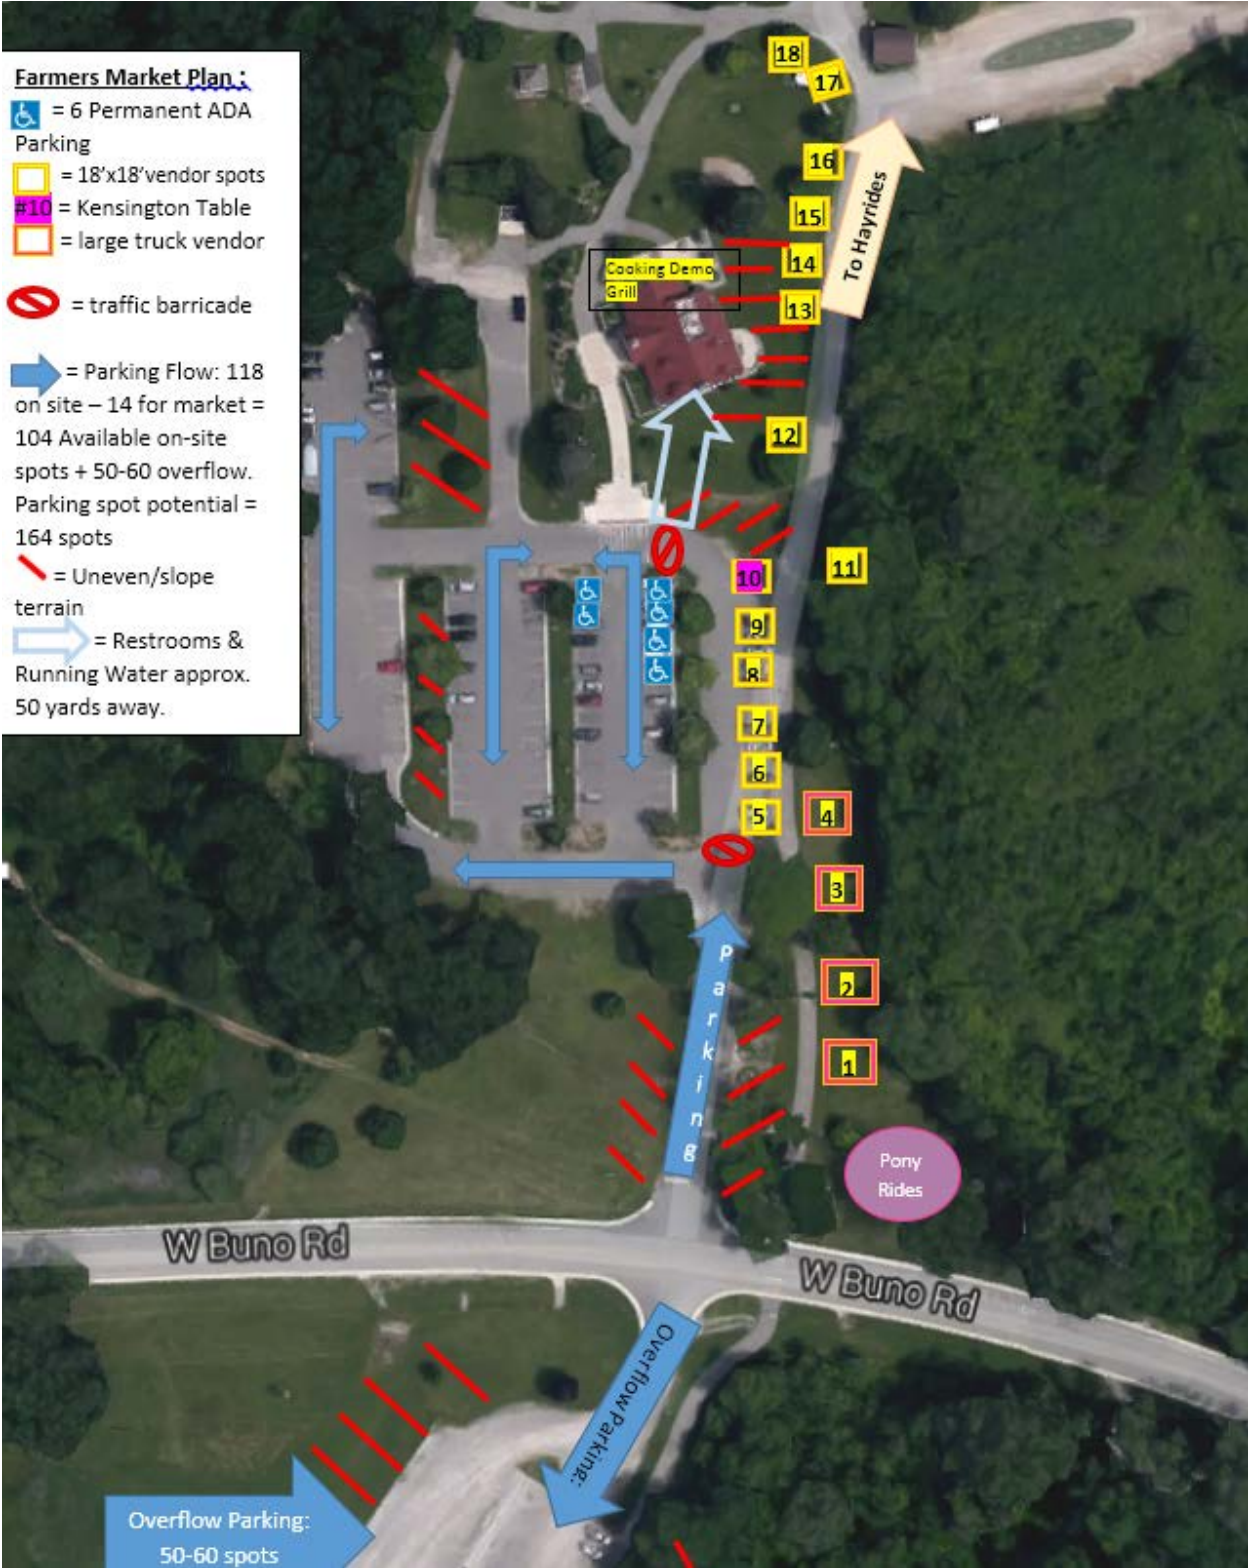 Farmers Market Plan :
= 6 Permanent ADA
Parking
= 18'x18'vendor spots
#10 = Kensington Table
= large truck vendor
= traffic barricade
= Parking Flow: 118
on site – 14 for market =
104 Available on-site
spots + 50-60 overflow.
Parking spot potential =
164 spots
= Uneven/slope
terrain
= Restrooms &
Running Water approx.
50 yards away.
18
17
16
15
14
13
12
11
10
9
8
7
6
5
4
3
2
1
To Hayrides
Cooking Demo
Grill
Parking
Pony
Rides
W Buno Rd
W Buno Rd
Overflow Parking:
Overflow Parking:
50-60 spots